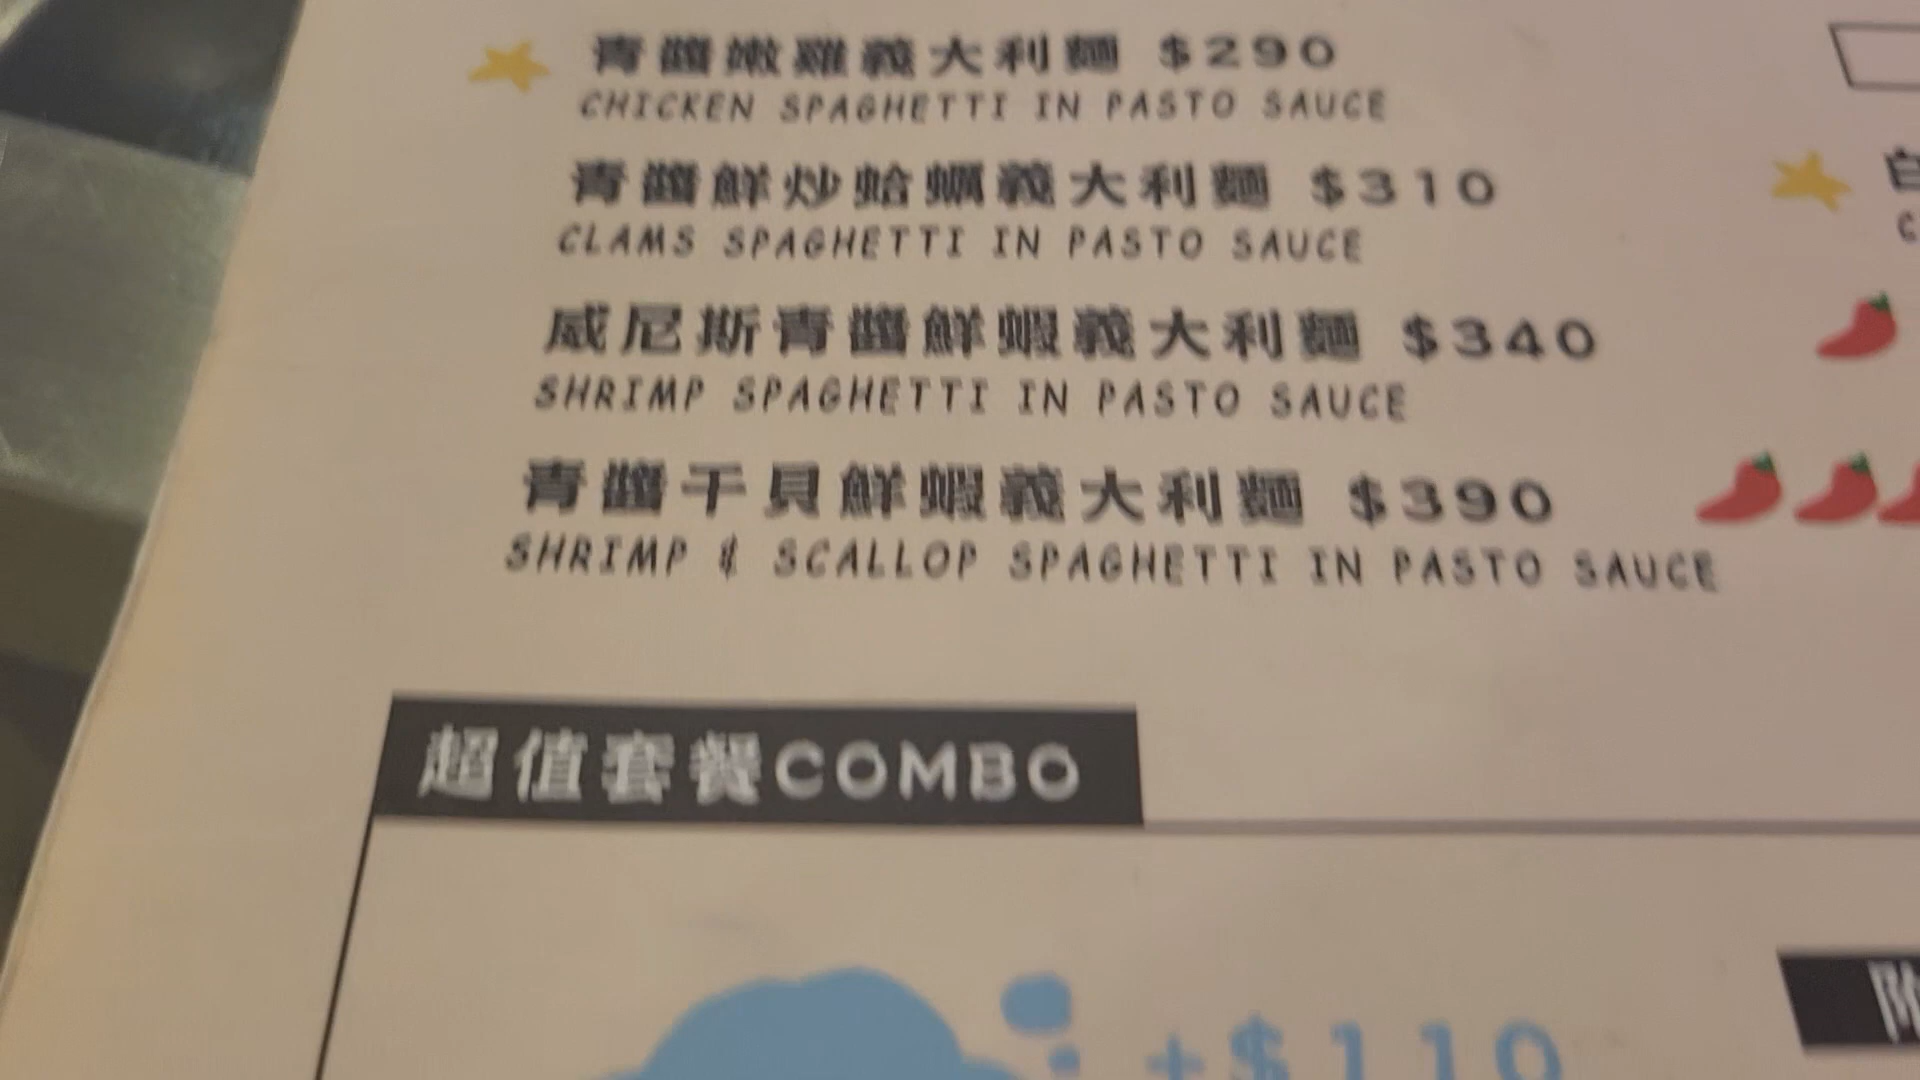 青醬嫩雞義大利麵 $290
CHICKEN SPAGHETTI IN PASTO SAUCE
青醬鮮炒蛤蠣義大利麵 $310
CLAMS SPAGHETTI IN PASTO SAUCE
威尼斯青醬鮮蝦義大利麵 $340
SHRIMP SPAGHETTI IN PASTO SAUCE
青醬干貝鮮蝦義大利麵 $390
SHRIMP & SCALLOP SPAGHETTI IN PASTO SAUCE
超值套餐COMBO
+$110